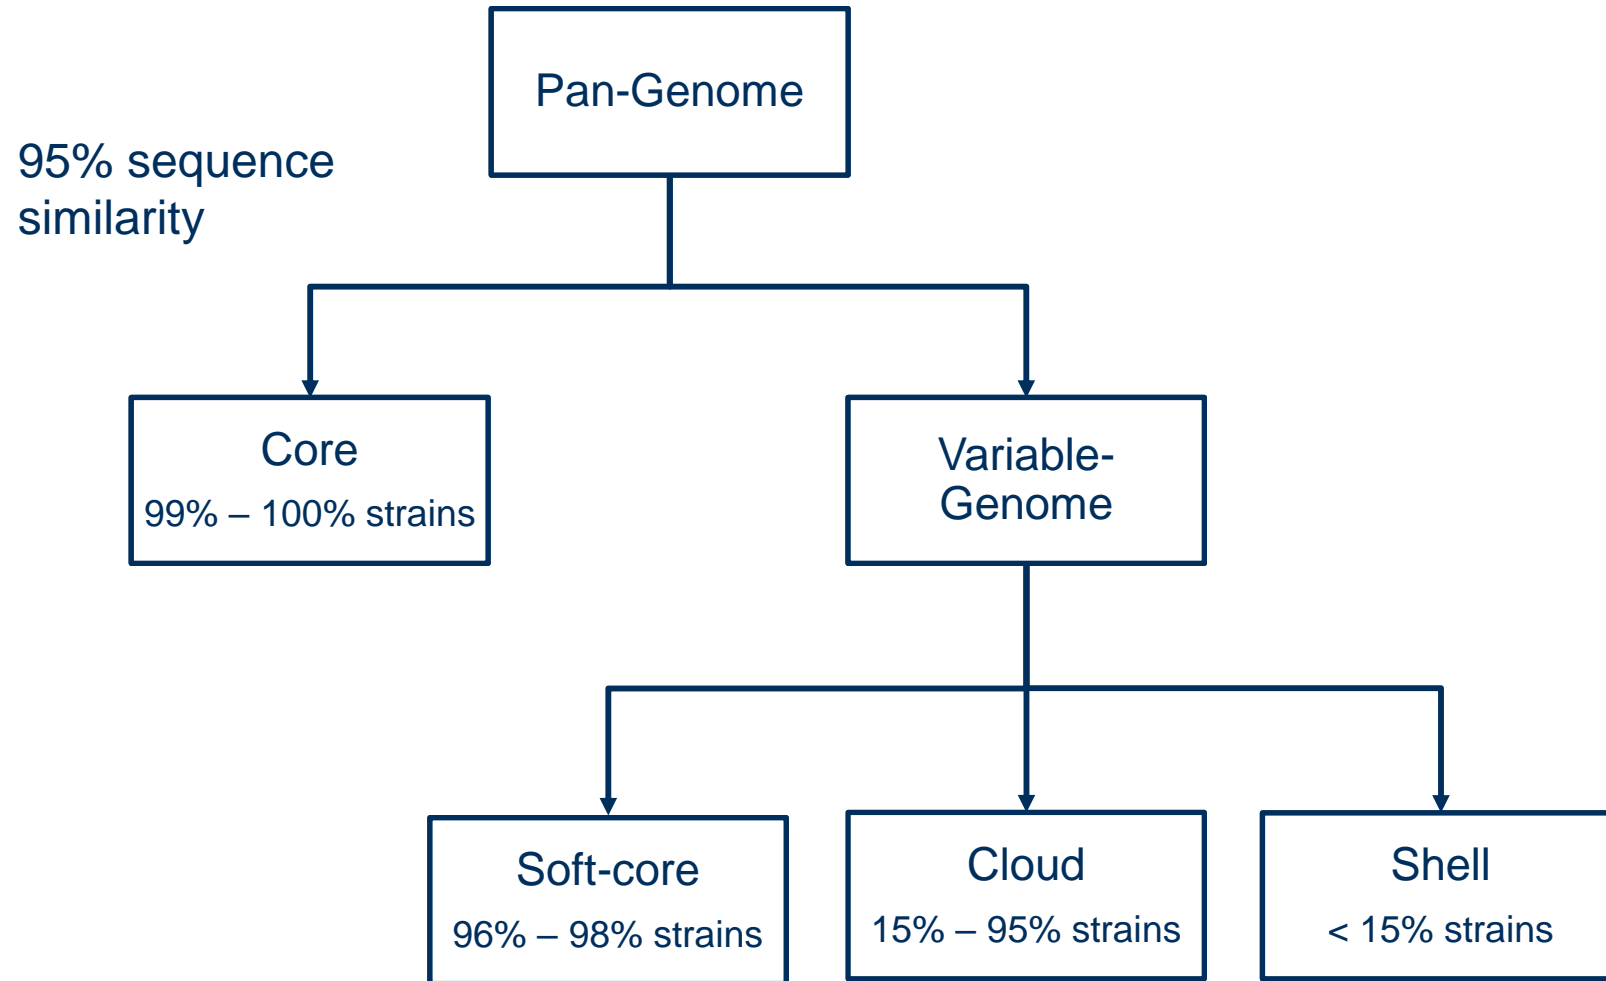 Pan-Genome
95% sequence
similarity
Core
99% – 100% strains
Variable-
Genome
Soft-core
96% – 98% strains
Cloud
15% – 95% strains
Shell
< 15% strains